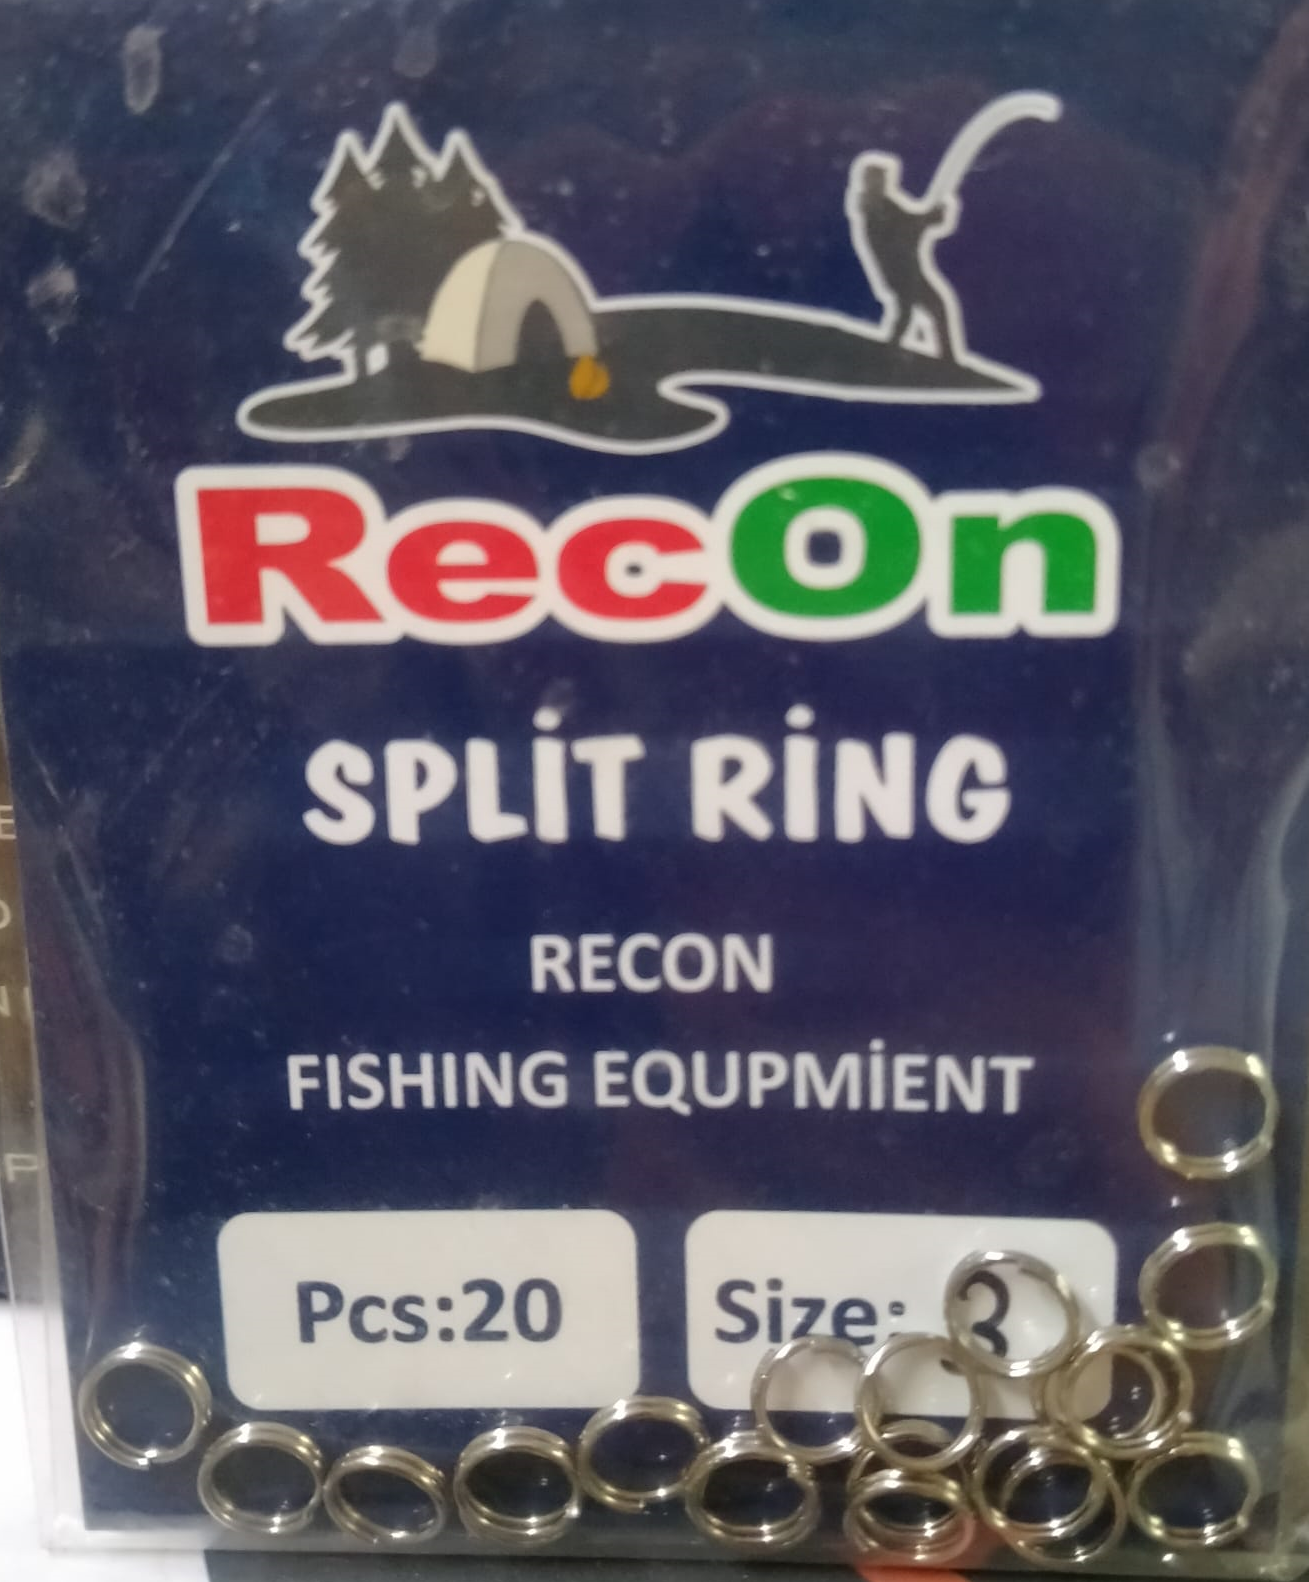 RecOn
SPLİT RİNG
RECON
FISHING EQUPMİENT
Pcs:20
Size: 3
E
P